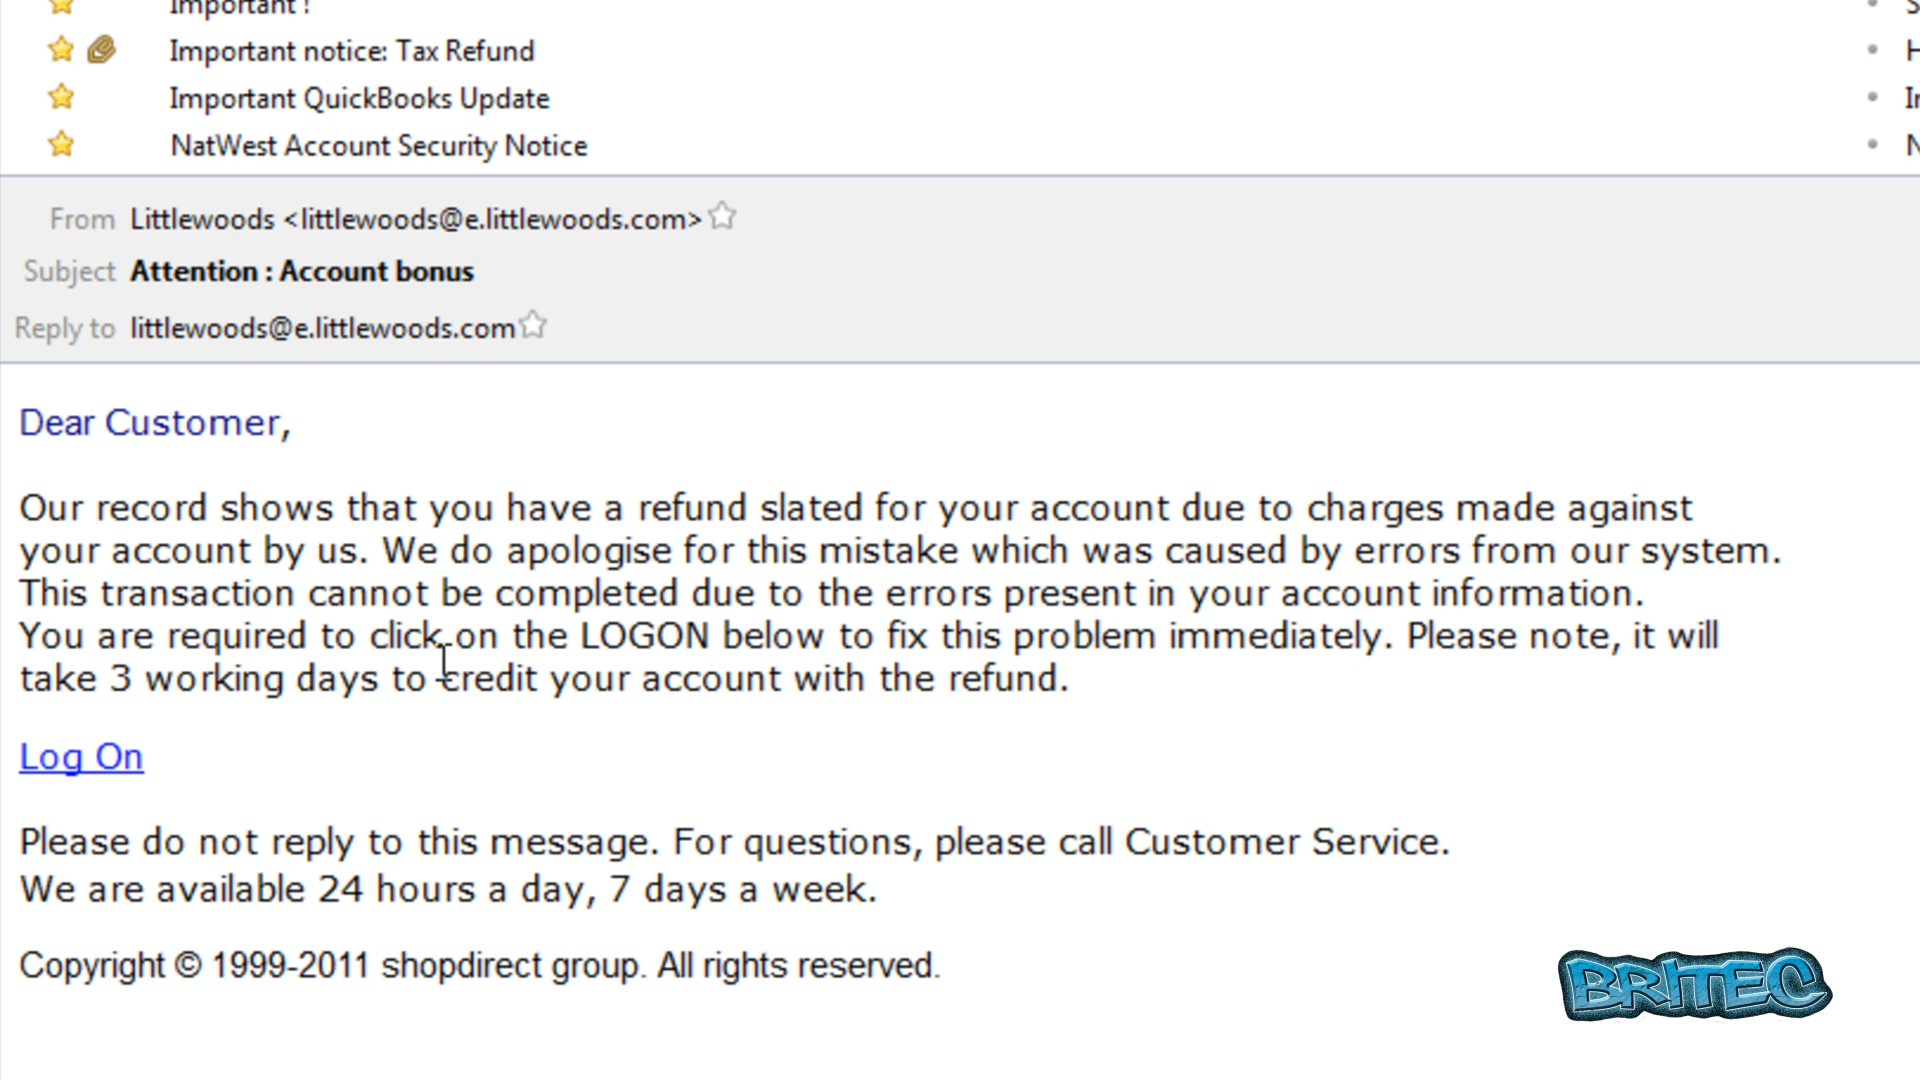 Important !
Important notice: Tax Refund
Important QuickBooks Update
NatWest Account Security Notice
From Littlewoods <littlewoods@e.littlewoods.com>
Subject Attention : Account bonus
Reply to littlewoods@e.littlewoods.com
Dear Customer,
Our record shows that you have a refund slated for your account due to charges made against
your account by us. We do apologise for this mistake which was caused by errors from our system.
This transaction cannot be completed due to the errors present in your account information.
You are required to click on the LOGON below to fix this problem immediately. Please note, it will
take 3 working days to credit your account with the refund.
Log On
Please do not reply to this message. For questions, please call Customer Service.
We are available 24 hours a day, 7 days a week.
Copyright © 1999-2011 shopdirect group. All rights reserved.
BRITEC